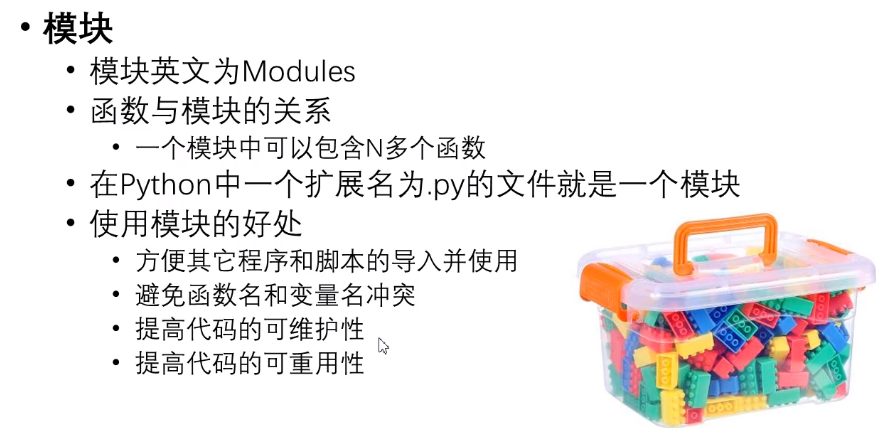 • 模块
• 模块英文为Modules
• 函数与模块的关系
• 一个模块中可以包含N多个函数
• 在Python中一个扩展名为.py的文件就是一个模块
• 使用模块的好处
• 方便其它程序和脚本的导入并使用
• 避免函数名和变量名冲突
• 提高代码的可维护性
• 提高代码的可重用性